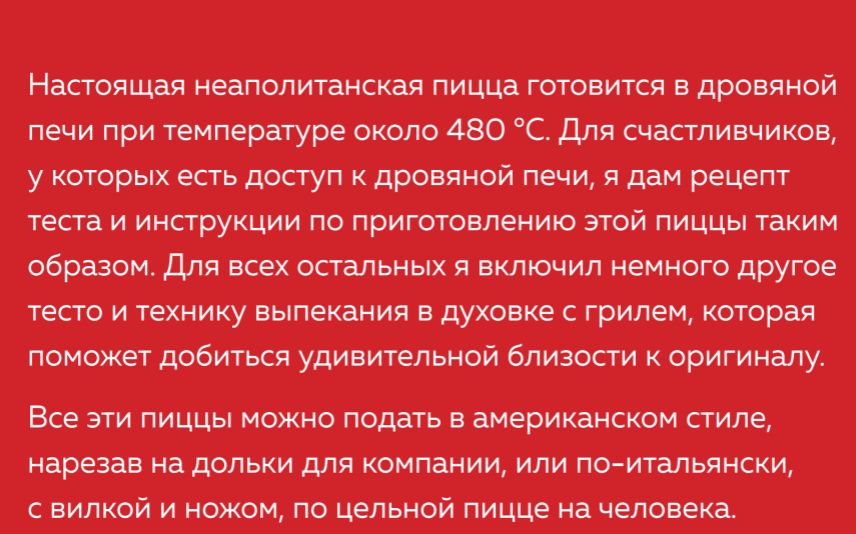 Настоящая неаполитанская пицца готовится в дровяной
печи при температуре около 480 °C. Для счастливчиков,
у которых есть доступ к дровяной печи, я дам рецепт
теста и инструкции по приготовлению этой пиццы таким
образом. Для всех остальных я включил немного другое
тесто и технику выпекания в духовке с грилем, которая
поможет добиться удивительной близости к оригиналу.
Все эти пиццы можно подать в американском стиле,
нарезав на дольки для компании, или по-итальянски,
с вилкой и ножом, по цельной пицце на человека.